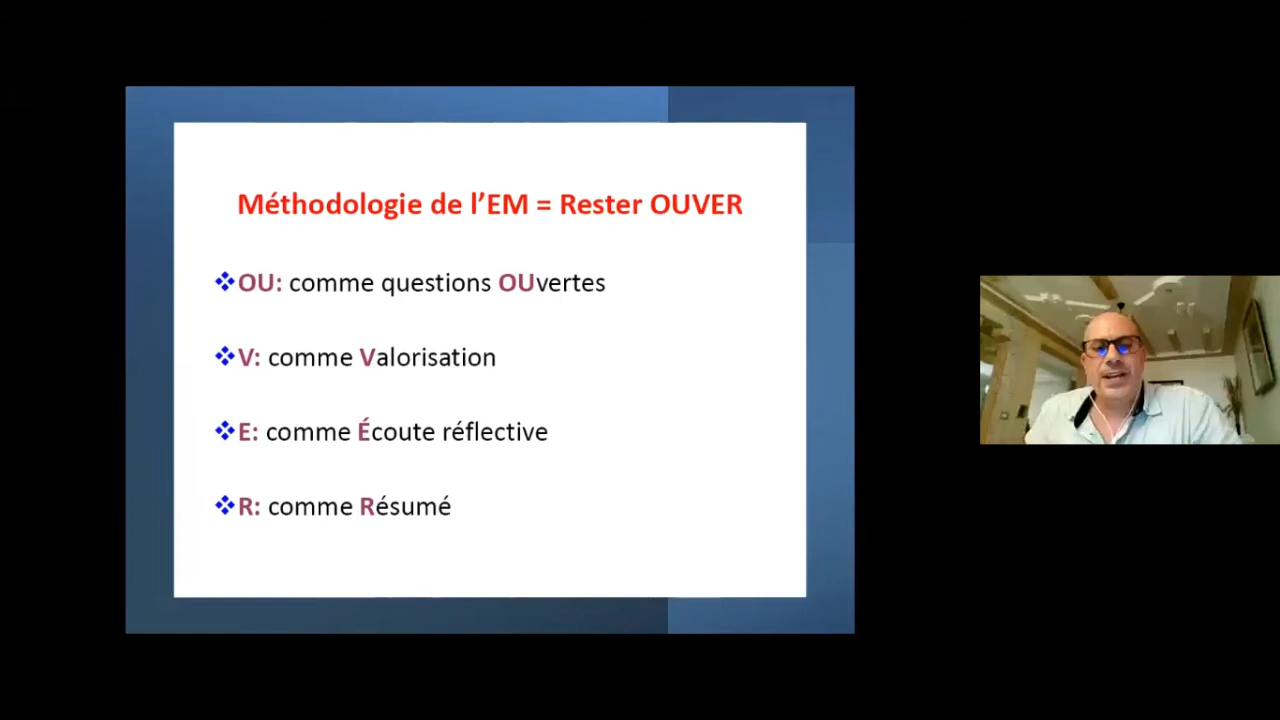 Méthodologie de l’EM = Rester OUVER
OU: comme questions OUvertes
V: comme Valorisation
E: comme Écoute réflective
R: comme Résumé